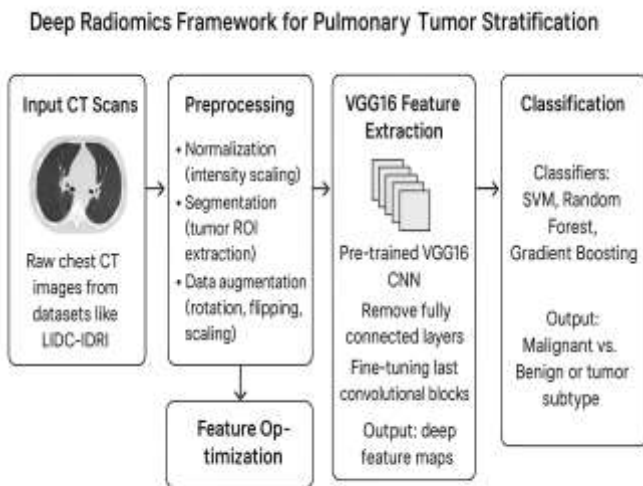 Deep Radiomics Framework for Pulmonary Tumor Stratification
Input CT Scans
Raw chest CT
images from
datasets like
LIDC-IDRI
Preprocessing
• Normalization
(intensity scaling)
• Segmentation
(tumor ROI
extraction)
• Data augmentation
(rotation, flipping,
scaling)
Feature Op-
timization
VGG16 Feature
Extraction
Pre-trained VGG16
CNN
Remove fully
connected layers
Fine-tuning last
convolutional blocks
Output: deep
feature maps
Classification
Classifiers:
SVM, Random
Forest,
Gradient Boosting
Output:
Malignant vs.
Benign or tumor
subtype